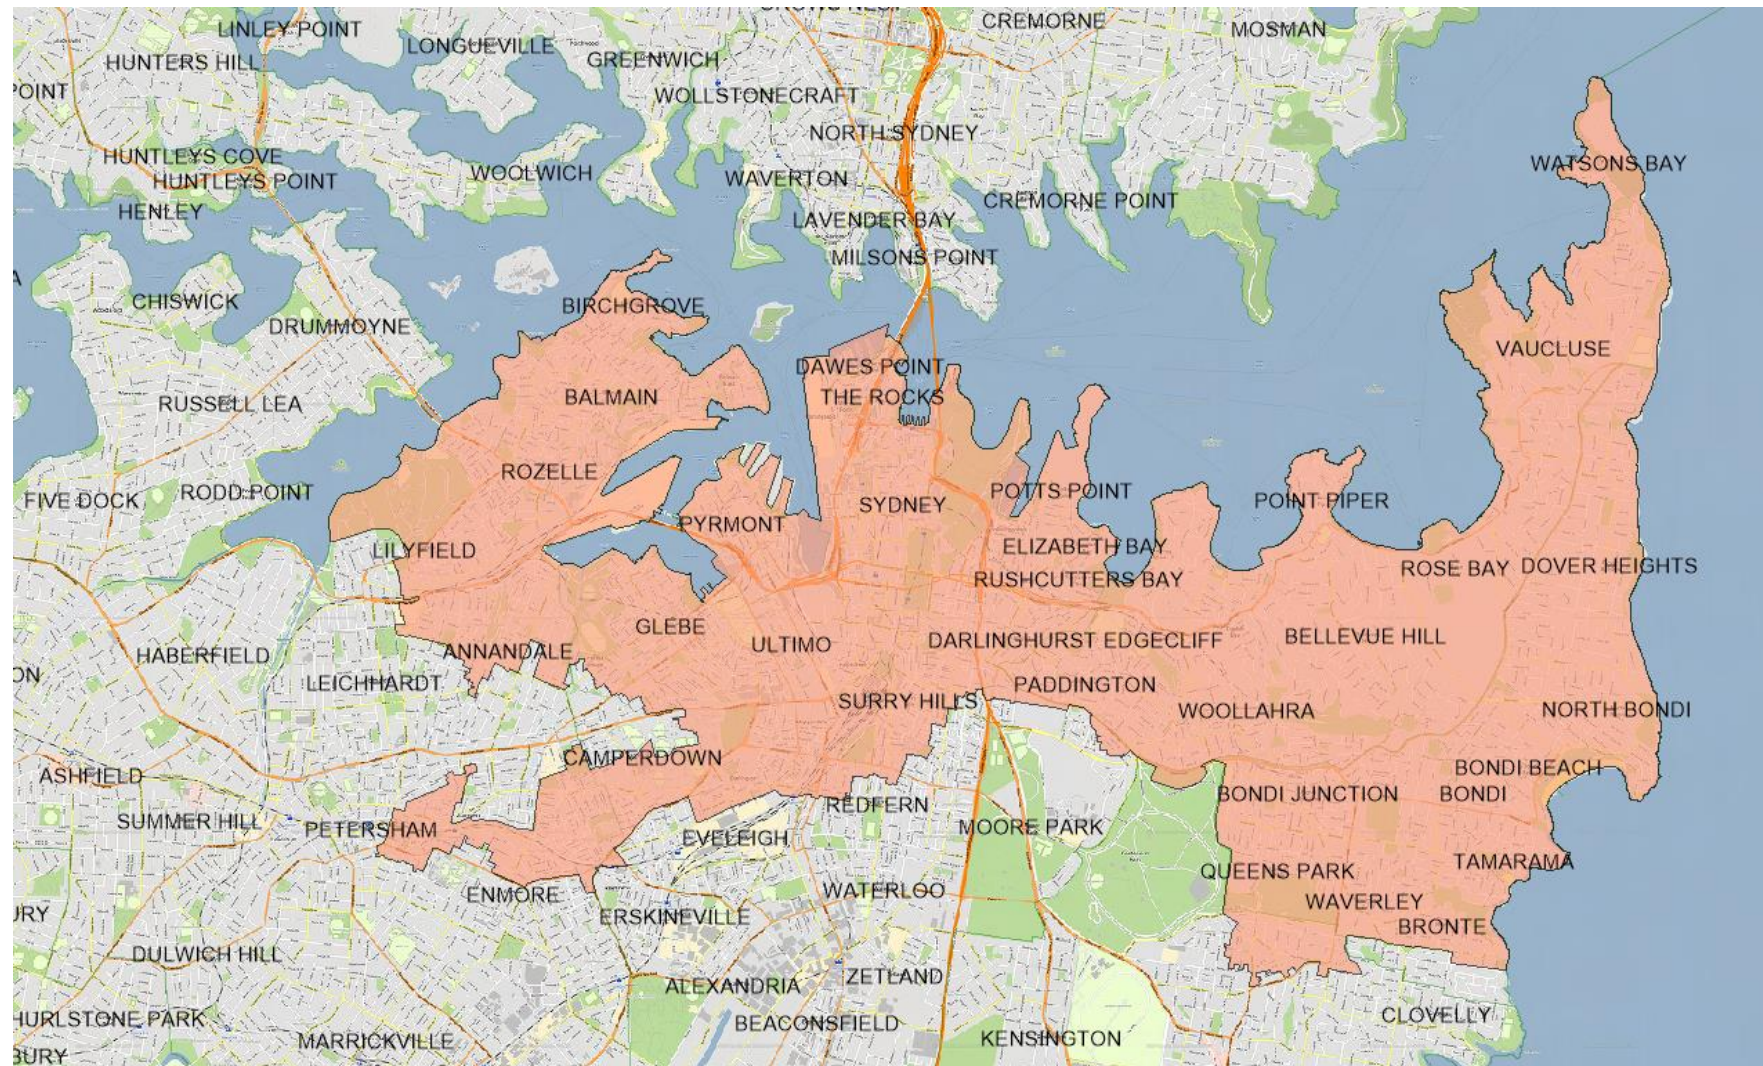 CREMORNE
LINLEY POINT
MOSMAN
LONGUEVILLE
GREENWICH
HUNTERS HILL
POINT
WOLLSTONECRAFT
NORTH SYDNEY
HUNTLEYS COVE
WATSONS BAY
WOOLWICH
WAVERTON
HUNTLEYS POINT
CREMORNE POINT
HENLEY
LAVENDER BAY
MILSONS POINT
A
CHISWICK
BIRCHGROVE
DRUMMOYNE
VAUCLUSE
DAWES POINT
BALMAIN
THE ROCKS
RUSSELL LEA
ROZELLE
RODD POINT
POTTS POINT
FIVE DOCK
POINT PIPER
SYDNEY
PYRMONT
ELIZABETH BAY
LILYFIELD
DOVER HEIGHTS
ROSE BAY
RUSHCUTTERS BAY
GLEBE
BELLEVUE HILL
DARLINGHURST
EDGECLIFF
ULTIMO
ANNANDALE
HABERFIELD
ON
LEICHHARDT
PADDINGTON
SURRY HILLS
WOOLLAHRA
NORTH BONDI
CAMPERDOWN
BONDI BEACH
ASHFIELD
BONDI JUNCTION
BONDI
REDFERN
SUMMER HILL
PETERSHAM
MOORE PARK
EVELEIGH
TAMARAMA
QUEENS PARK
WATERLOO
ENMORE
WAVERLEY
JRY
ERSKINEVILLE
BRONTE
DULWICH HILL
ZETLAND
ALEXANDRIA
CLOVELLY
HURLSTONE PARK
BEACONSFIELD
KENSINGTON
MARRICKVILLE
BURY